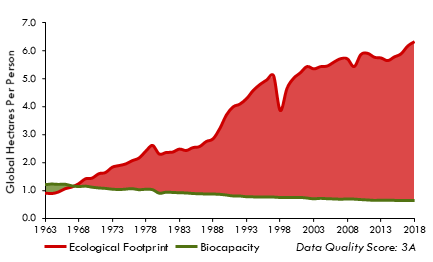 Global Hectares Per Person
7.0
6.0
5.0
4.0
3.0
2.0
1.0
0.0
1963 1968 1973 1978 1983 1988 1993 1998 2003 2008 2013 2018
Ecological Footprint Biocapacity Data Quality Score: 3A